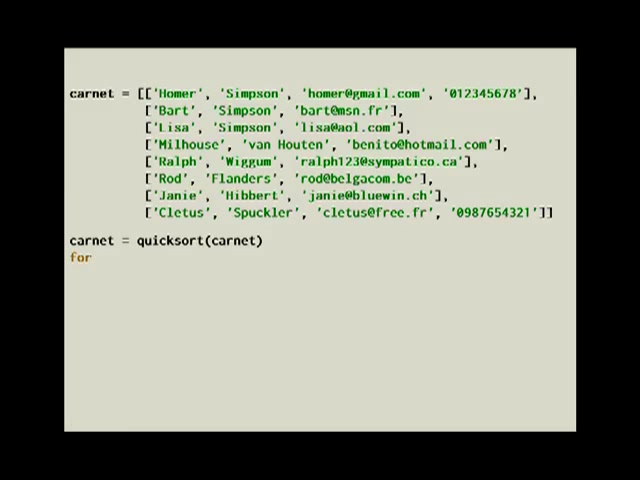 carnet = [['Homer', 'Simpson', 'homer@gmail.com', '012345678'],
['Bart', 'Simpson', 'bart@msn.fr'],
['Lisa', 'Simpson', 'lisa@aol.com'],
['Milhouse', 'van Houten', 'benito@hotmail.com'],
['Ralph', 'Wiggum', 'ralph123@sympatico.ca'],
['Rod', 'Flanders', 'rod@belgacom.be'],
['Janie', 'Hibbert', 'janie@bluewin.ch'],
['Cletus', 'Spuckler', 'cletus@free.fr', '0987654321']]
carnet = quicksort(carnet)
for